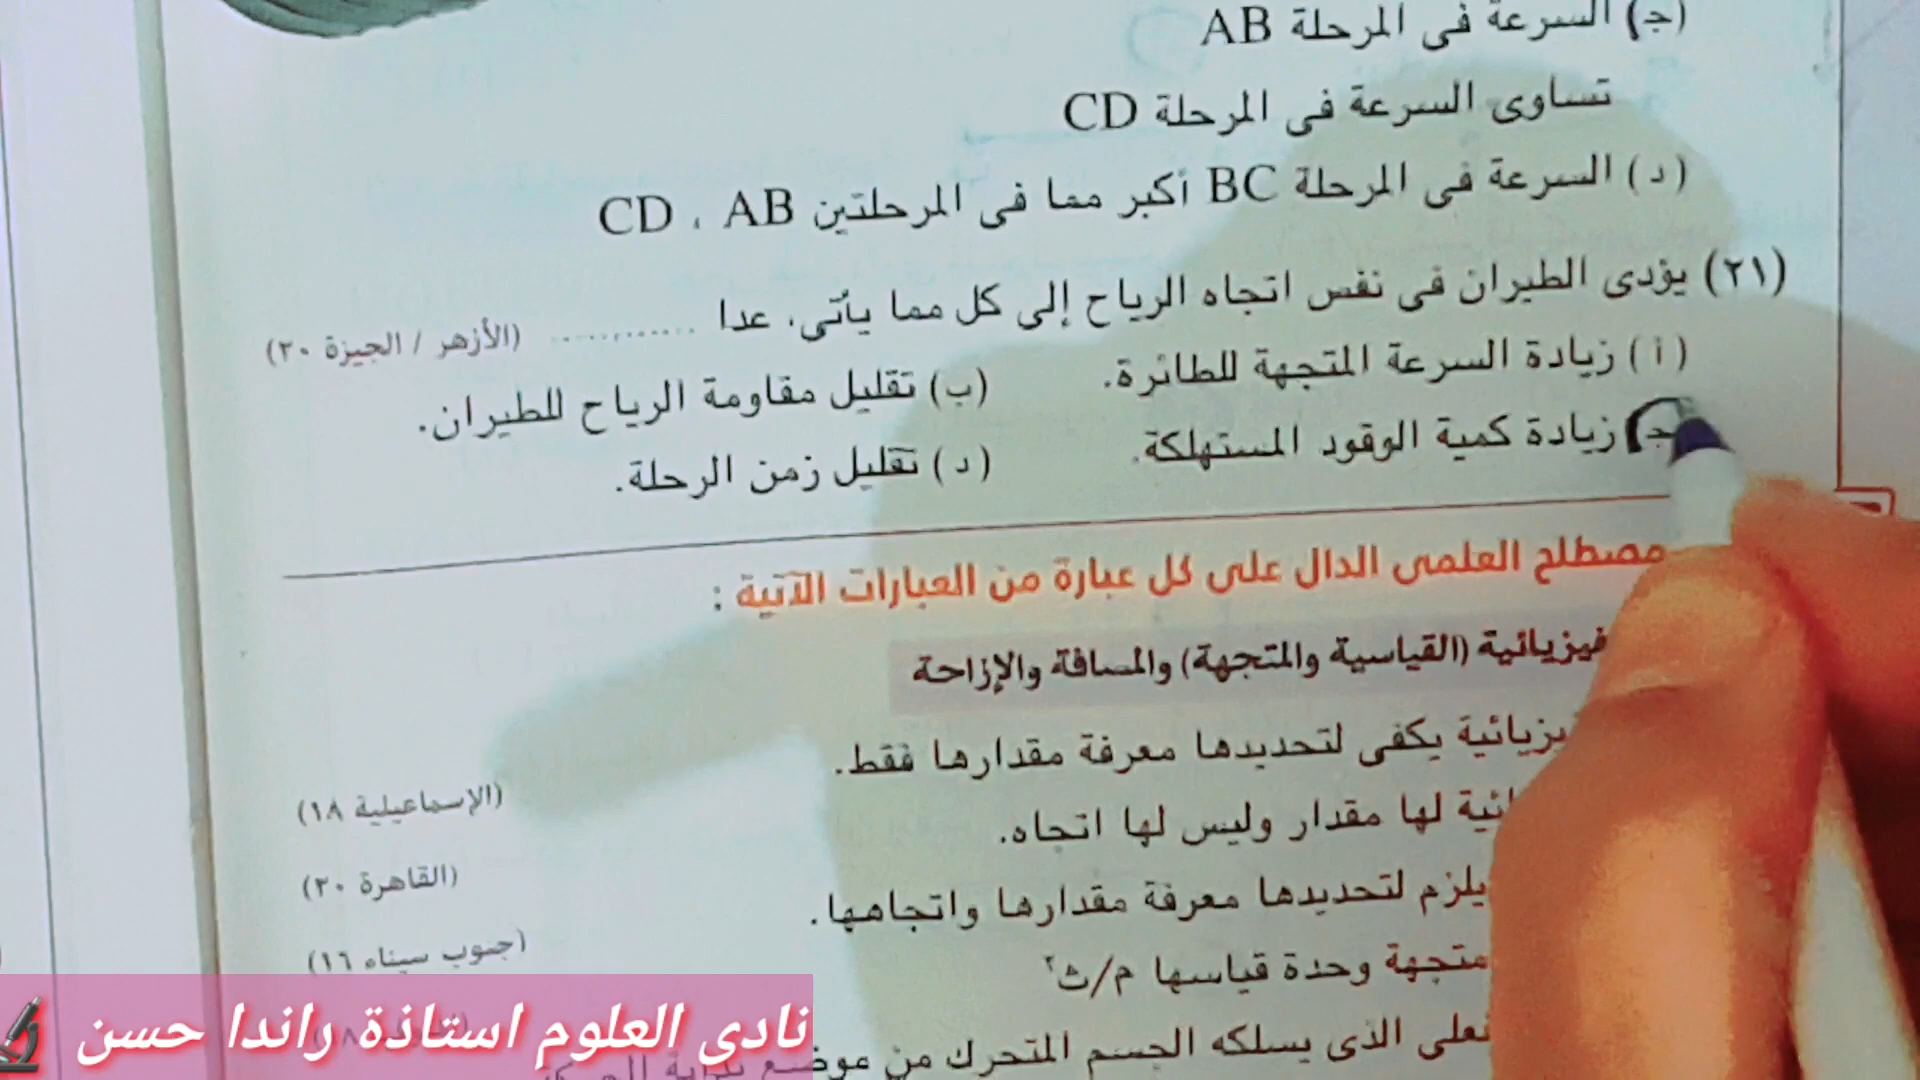 (جـ) السرعة فى المرحلة AB
تساوى السرعة فى المرحلة CD
(د) السرعة فى المرحلة BC أكبر مما فى المرحلتين CD ، AB
(٢١) يؤدى الطيران فى نفس اتجاه الرياح إلى كل مما يأتى، عدا ............ (الأزهر / الجيزة ٢٠)
(أ) زيادة السرعة المتجهة للطائرة. (ب) تقليل مقاومة الرياح للطيران.
(جـ) زيادة كمية الوقود المستهلكة. (د) تقليل زمن الرحلة.
مصطلح العلمى الدال على كل عبارة من العبارات الآتية :
فيزيائية (القياسية والمتجهة) والمسافة والإزاحة
يزيائية يكفى لتحديدها معرفة مقدارها فقط. (الإسماعيلية ١٨)
ئية لها مقدار وليس لها اتجاه. (القاهرة ٢٠)
يلزم لتحديدها معرفة مقدارها واتجاهها. (جنوب سيناء ١٦)
متجهة وحدة قياسها م/ث٢
فعلى الذى يسلكه الجسم المتحرك من موضع بداية
نادى العلوم استاذة راندا حسن